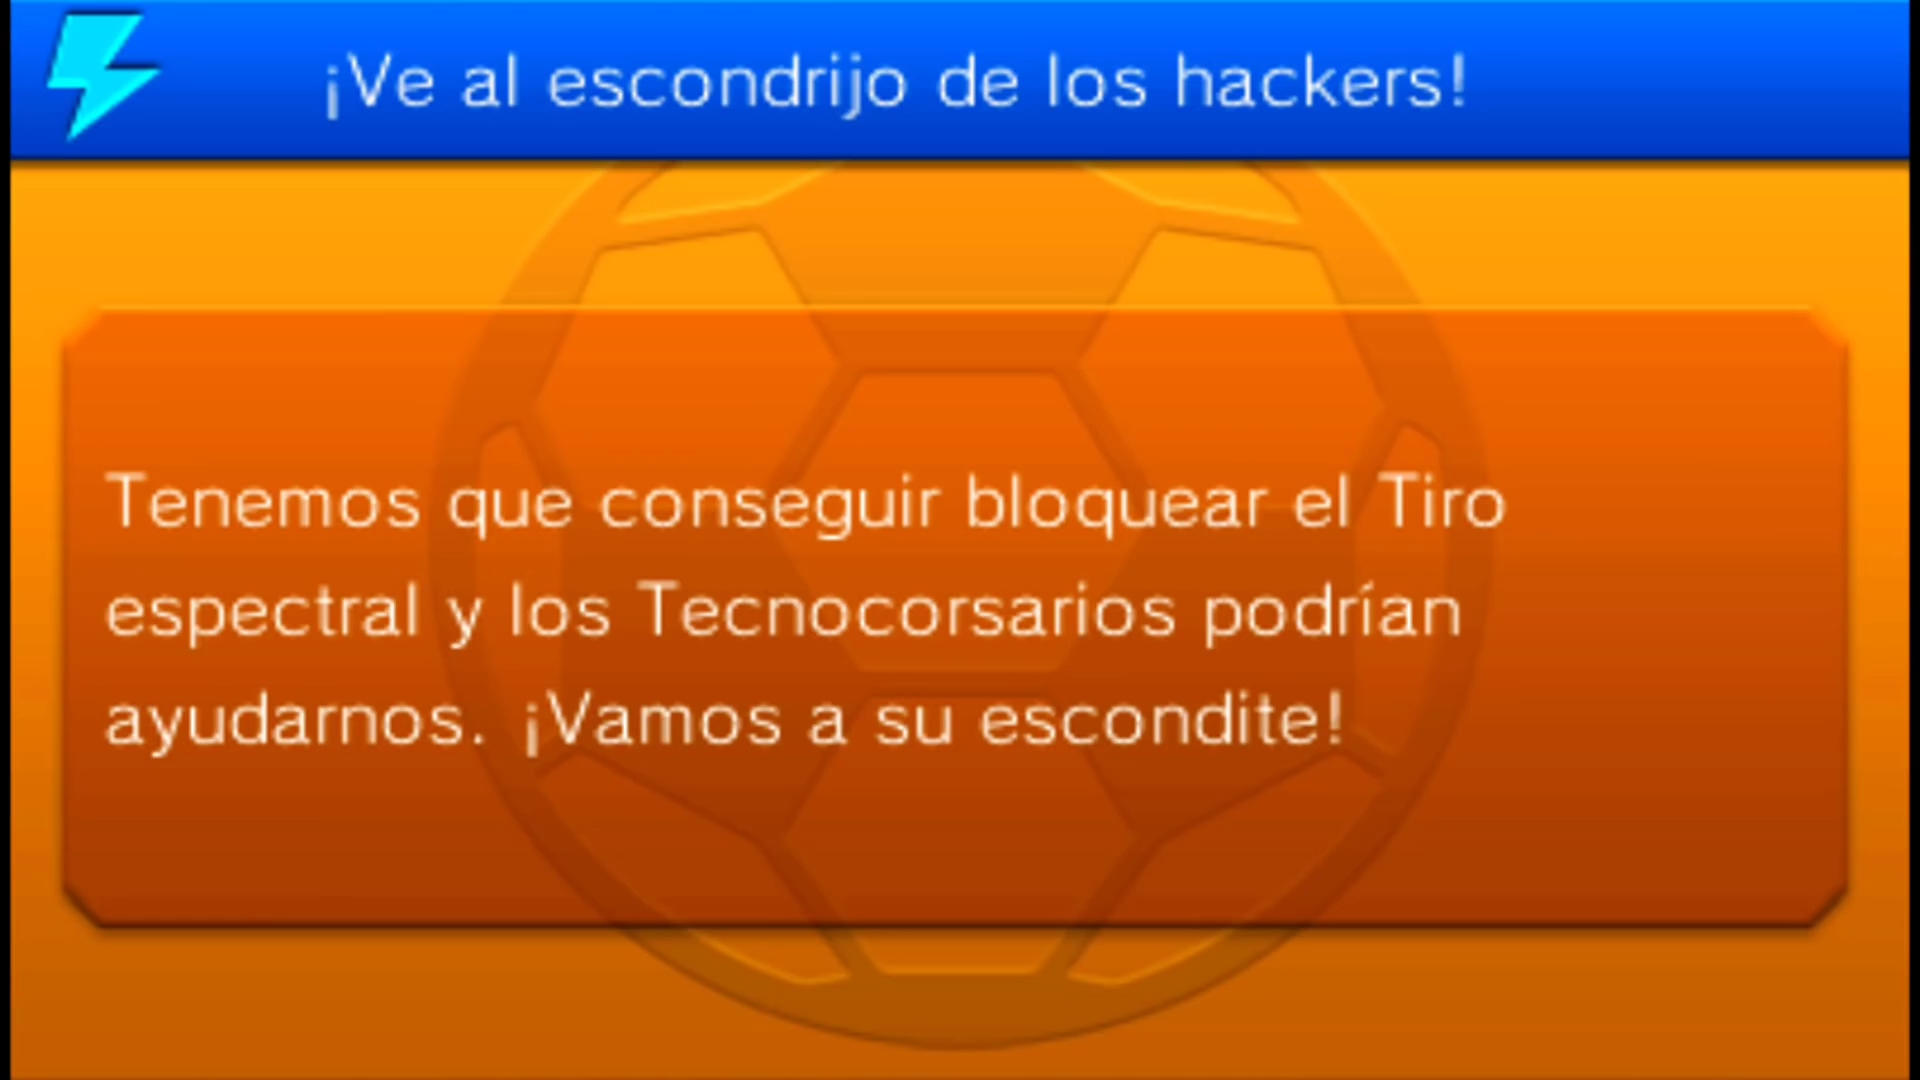 ¡Ve al escondrijo de los hackers!
Tenemos que conseguir bloquear el Tiro
espectral y los Tecnocorsarios podrían
ayudarnos. ¡Vamos a su escondite!